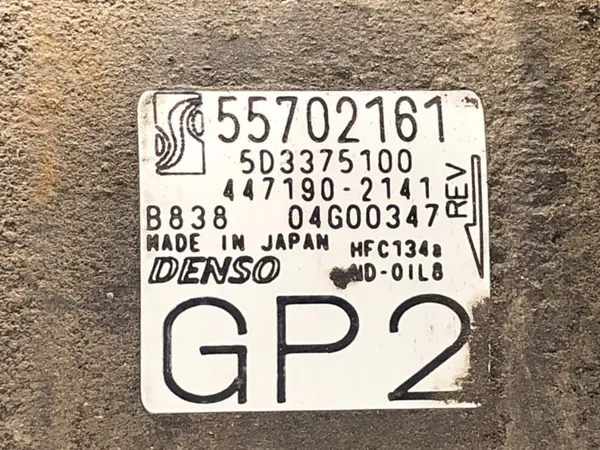 55702161
5D3375100
447190-2141
B838 04G00347
REV
MADE IN JAPAN HFC134a
DENSO ND-OIL8
GP2